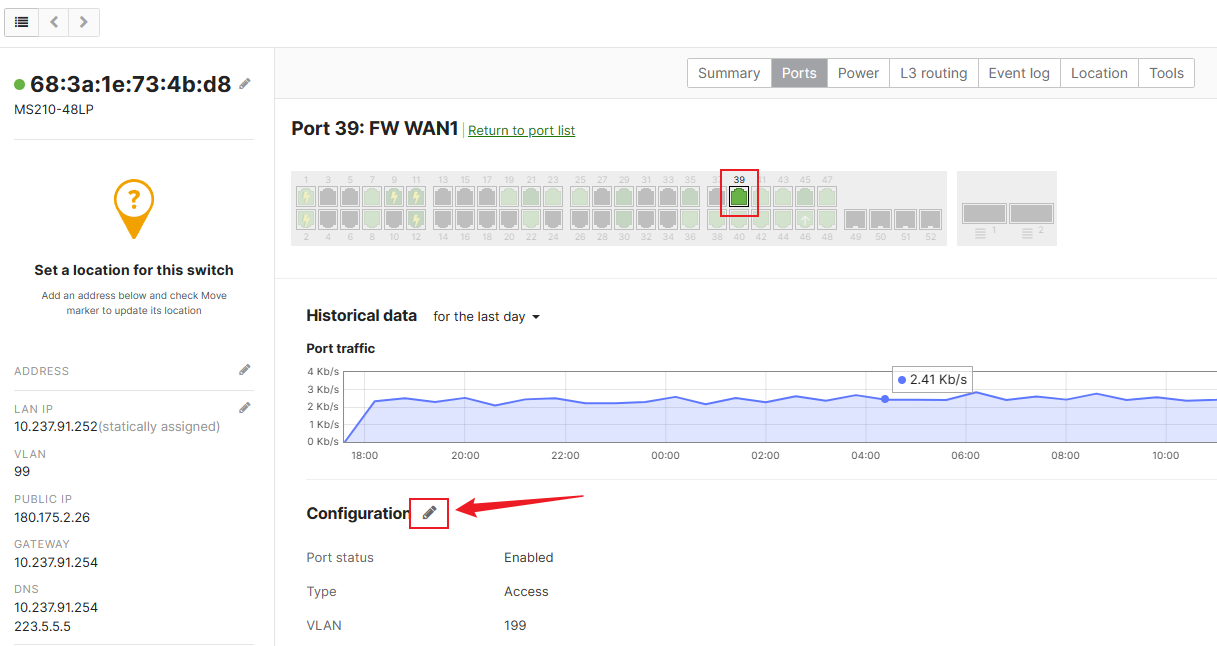 68:3a:1e:73:4b:d8
MS210-48LP
?
Set a location for this switch
Add an address below and check Move
marker to update its location
ADDRESS
LAN IP
10.237.91.252(statically assigned)
VLAN
99
PUBLIC IP
180.175.2.26
GATEWAY
10.237.91.254
DNS
10.237.91.254
223.5.5.5
Summary Ports Power L3 routing Event log Location Tools
Port 39: FW WAN1 Return to port list
1 3 5 7 9 11 13 15 17 19 21 23 25 27 29 31 33 35 39 43 45 47
2 4 6 8 10 12 14 16 18 20 22 24 26 28 30 32 34 36 38 40 42 44 46 48 49 50 51 52
1 2
Historical data for the last day
Port traffic
4 Kb/s
3 Kb/s
2 Kb/s
1 Kb/s
0 Kb/s
2.41 Kb/s
18:00 20:00 22:00 00:00 02:00 04:00 06:00 08:00 10:00
Configuration
Port status Enabled
Type Access
VLAN 199